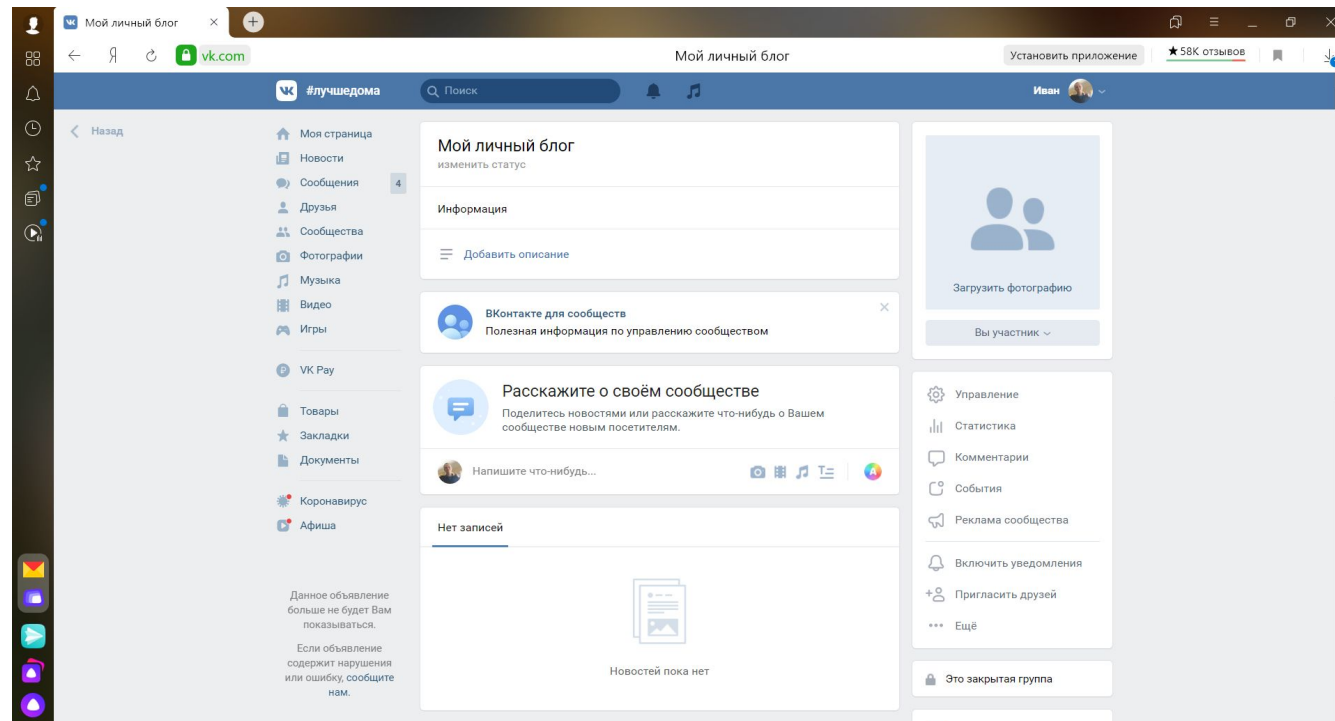 Мой личный блог
vk.com
Мой личный блог
Установить приложение
★58K отзывов
#лучшедома
Поиск
Иван
Назад
Моя страница
Новости
Сообщения 4
Друзья
Сообщества
Фотографии
Музыка
Видео
Игры
VK Pay
Товары
Закладки
Документы
Коронавирус
Афиша
Данное объявление
больше не будет Вам
показываться.
Если объявление
содержит нарушения
или ошибку, сообщите
нам.
Мой личный блог
изменить статус
Информация
Добавить описание
ВКонтакте для сообществ
Полезная информация по управлению сообществом
Расскажите о своём сообществе
Поделитесь новостями или расскажите что-нибудь о Вашем
сообществе новым посетителям.
Напишите что-нибудь...
Нет записей
Новостей пока нет
Загрузить фотографию
Вы участник
Управление
Статистика
Комментарии
События
Реклама сообщества
Включить уведомления
Пригласить друзей
Ещё
Это закрытая группа